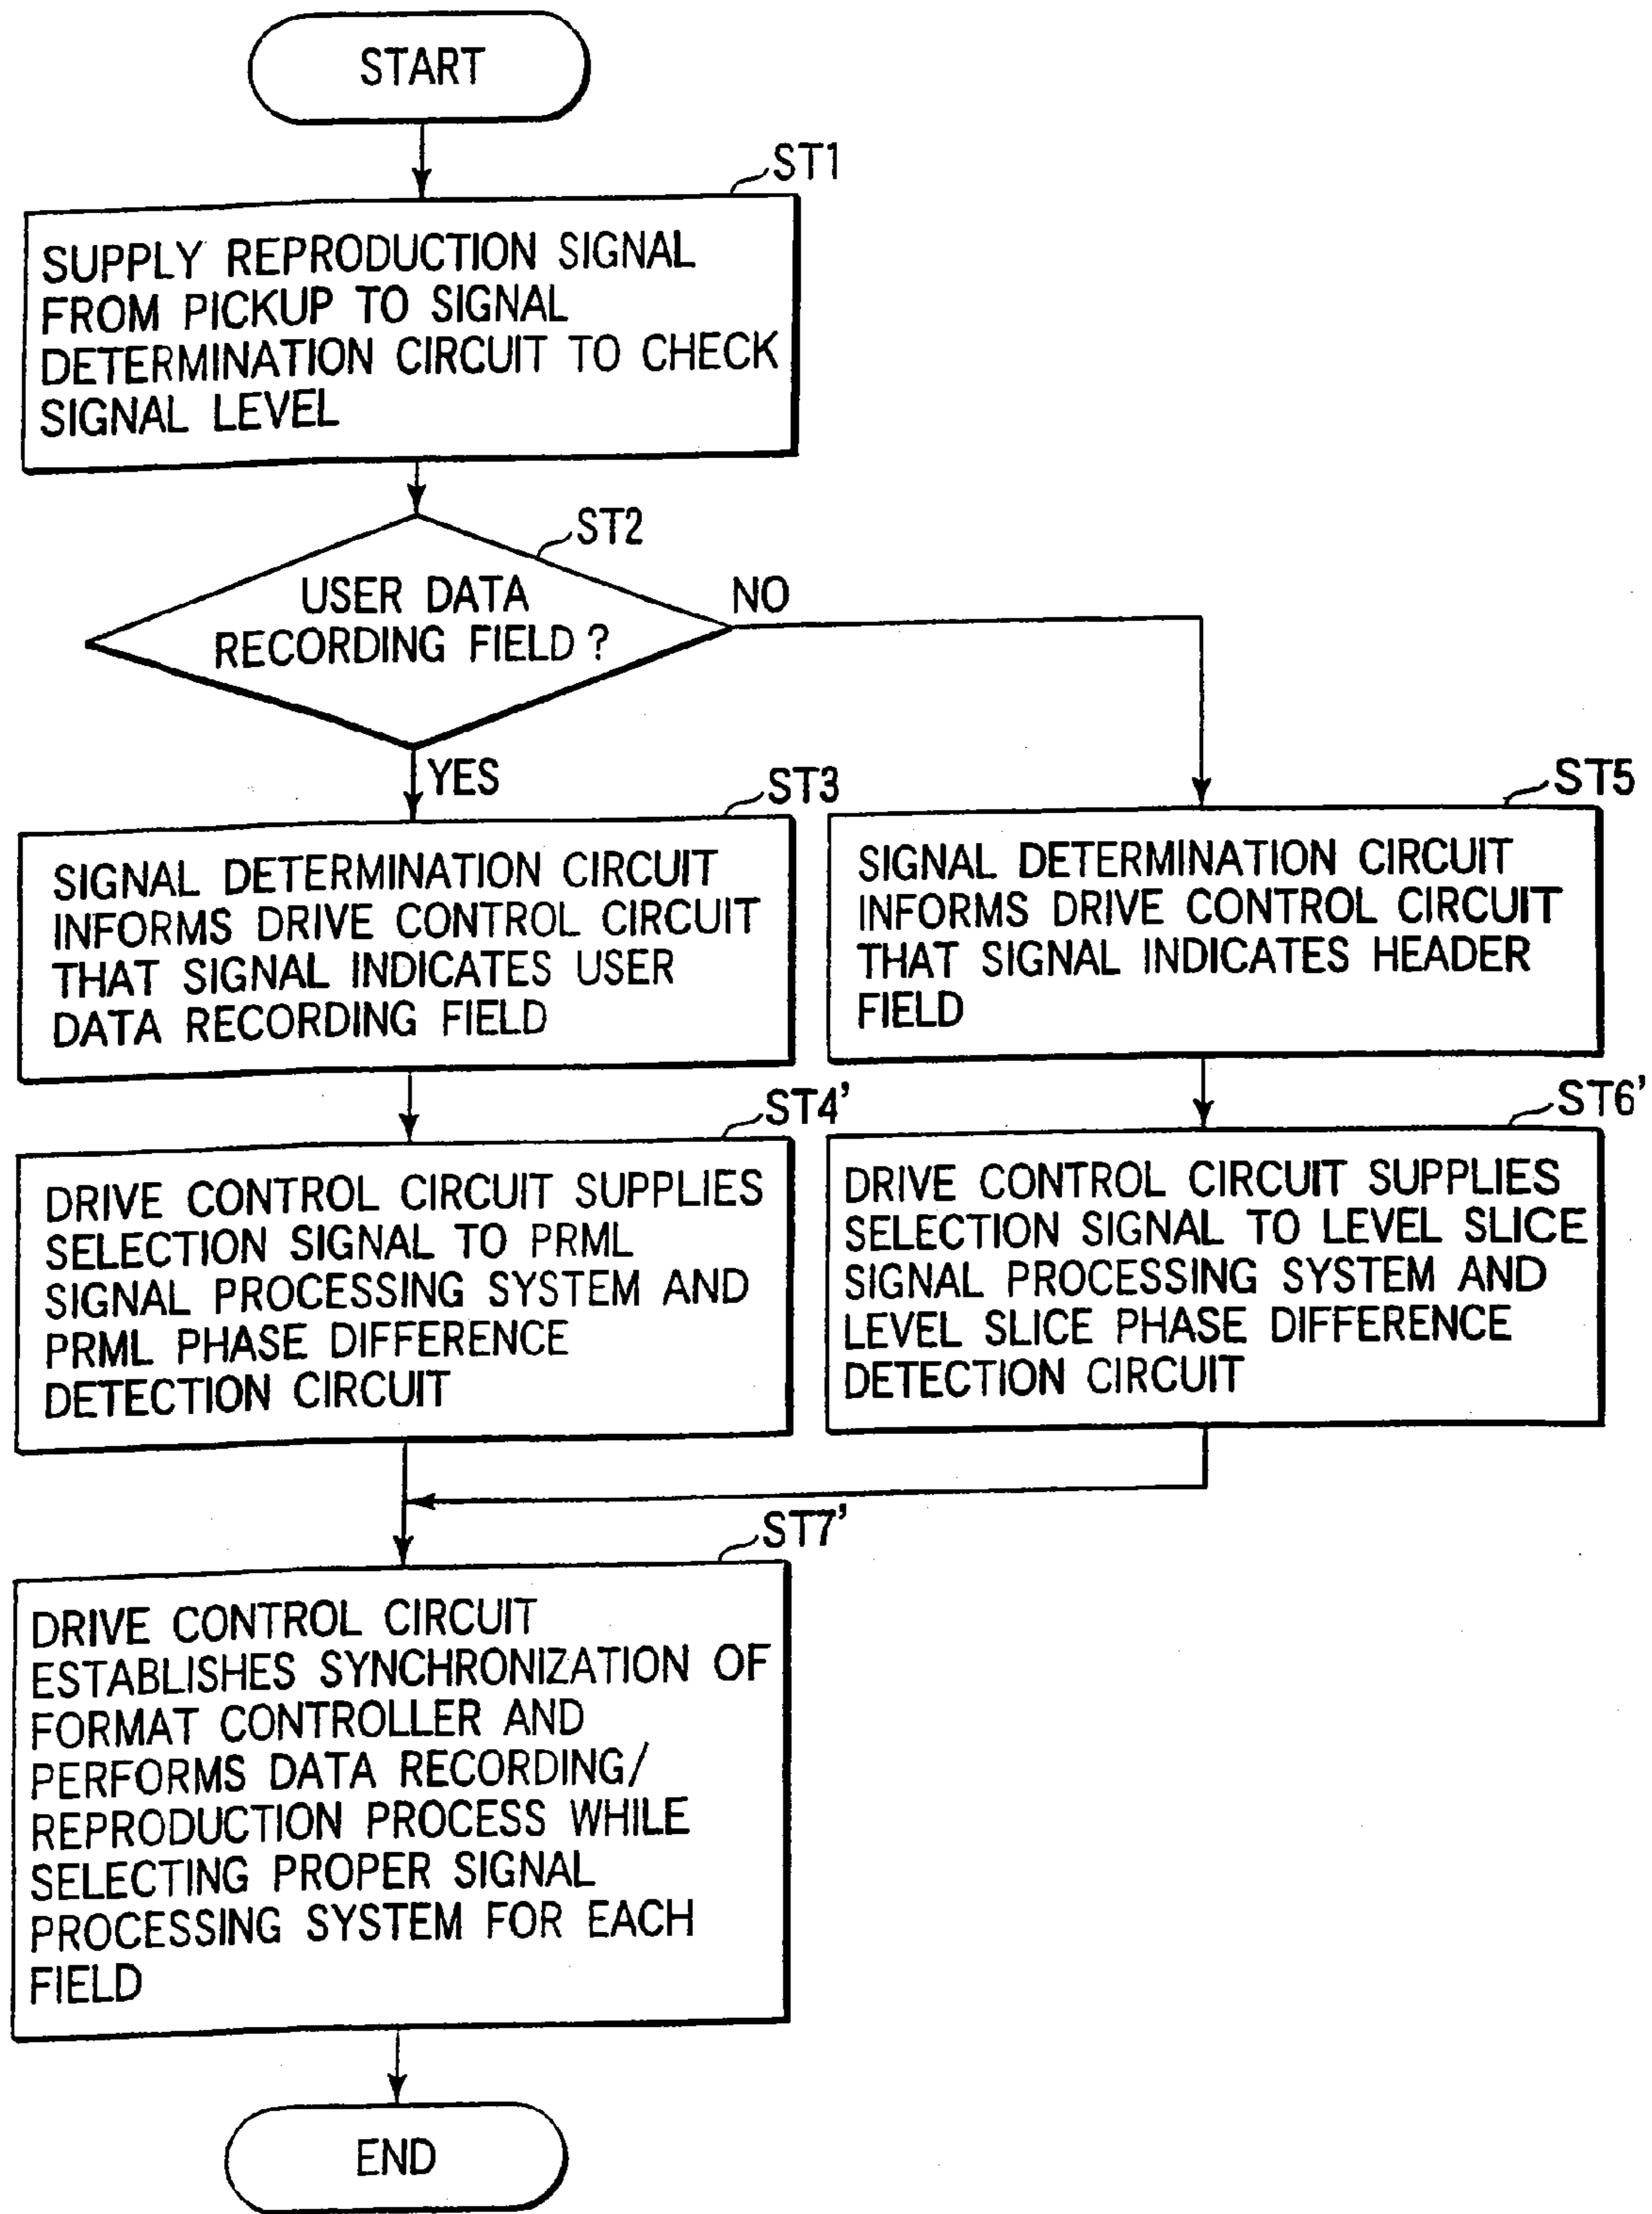 START
ST1
SUPPLY REPRODUCTION SIGNAL
FROM PICKUP TO SIGNAL
DETERMINATION CIRCUIT TO CHECK
SIGNAL LEVEL
ST2
USER DATA
RECORDING FIELD?
NO
YES
ST3
SIGNAL DETERMINATION CIRCUIT
INFORMS DRIVE CONTROL CIRCUIT
THAT SIGNAL INDICATES USER
DATA RECORDING FIELD
ST5
SIGNAL DETERMINATION CIRCUIT
INFORMS DRIVE CONTROL CIRCUIT
THAT SIGNAL INDICATES HEADER
FIELD
ST4'
DRIVE CONTROL CIRCUIT SUPPLIES
SELECTION SIGNAL TO PRML
SIGNAL PROCESSING SYSTEM AND
PRML PHASE DIFFERENCE
DETECTION CIRCUIT
ST6'
DRIVE CONTROL CIRCUIT SUPPLIES
SELECTION SIGNAL TO LEVEL SLICE
SIGNAL PROCESSING SYSTEM AND
LEVEL SLICE PHASE DIFFERENCE
DETECTION CIRCUIT
ST7'
DRIVE CONTROL CIRCUIT
ESTABLISHES SYNCHRONIZATION OF
FORMAT CONTROLLER AND
PERFORMS DATA RECORDING/
REPRODUCTION PROCESS WHILE
SELECTING PROPER SIGNAL
PROCESSING SYSTEM FOR EACH
FIELD
END